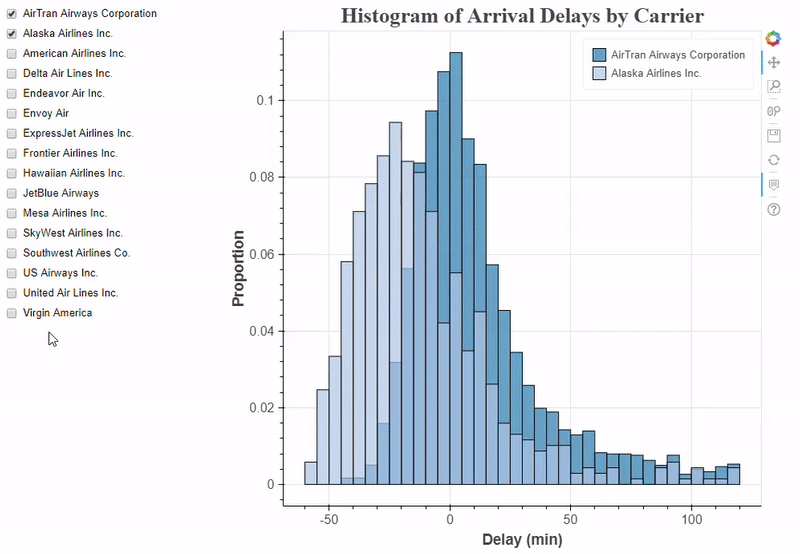 AirTran Airways Corporation
Alaska Airlines Inc.
American Airlines Inc.
Delta Air Lines Inc.
Endeavor Air Inc.
Envoy Air
ExpressJet Airlines Inc.
Frontier Airlines Inc.
Hawaiian Airlines Inc.
JetBlue Airways
Mesa Airlines Inc.
SkyWest Airlines Inc.
Southwest Airlines Co.
US Airways Inc.
United Air Lines Inc.
Virgin America
Histogram of Arrival Delays by Carrier
AirTran Airways Corporation
Alaska Airlines Inc.
Proportion
0.1
0.08
0.06
0.04
0.02
0
-50
0
50
100
Delay (min)